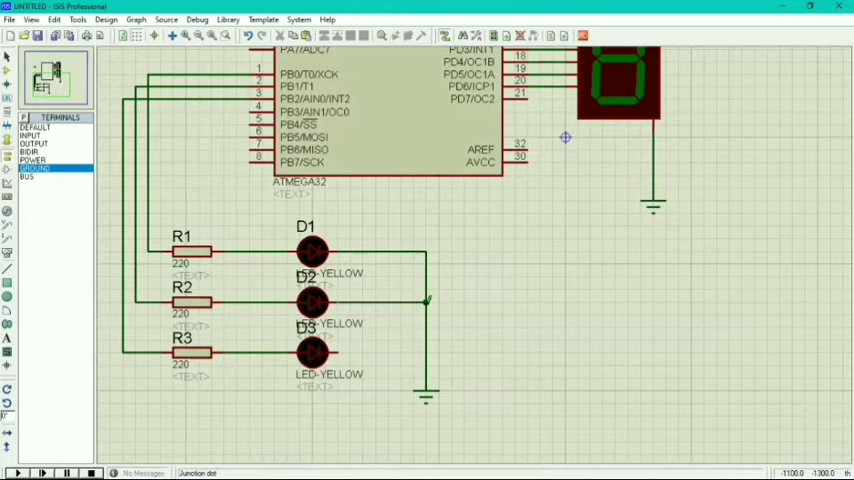 UNTITLED - ISIS Professional
File View Edit Tools Design Graph Source Debug Library Template System Help
P TERMINALS
DEFAULT
INPUT
OUTPUT
BIDIR
POWER
GROUND
BUS
PA7/ADC7
1 PB0/T0/XCK
2 PB1/T1
3 PB2/AIN0/INT2
4 PB3/AIN1/OC0
5 PB4/SS
6 PB5/MOSI
7 PB6/MISO
8 PB7/SCK
PD3/INT1
PD4/OC1B 18
PD5/OC1A 19
PD6/ICP1 20
PD7/OC2 21
AREF 32
AVCC 30
ATMEGA32
<TEXT>
R1
220
<TEXT>
D1
LED-YELLOW
<TEXT>
R2
220
<TEXT>
D2
LED-YELLOW
R3
220
<TEXT>
D3
LED-YELLOW
<TEXT>
0°
No Messages
Junction dot
-1100.0 -1300.0 th